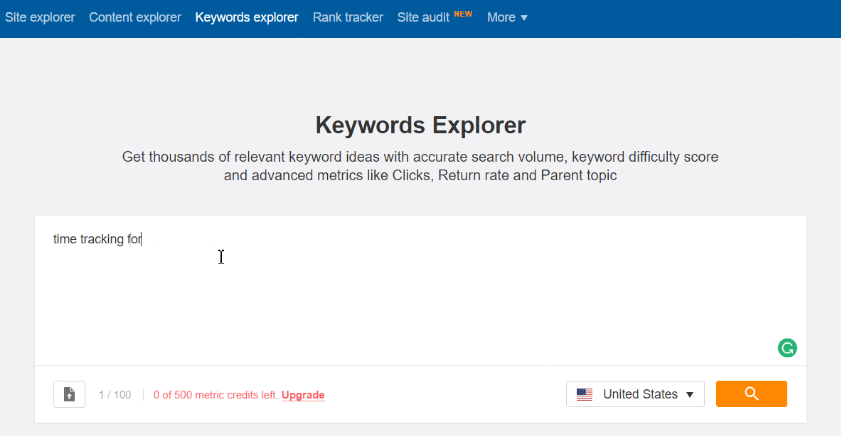 Site explorer Content explorer Keywords explorer Rank tracker Site audit NEW More ▼
Keywords Explorer
Get thousands of relevant keyword ideas with accurate search volume, keyword difficulty score
and advanced metrics like Clicks, Return rate and Parent topic
time tracking for
1 / 100 0 of 500 metric credits left. Upgrade United States ▼